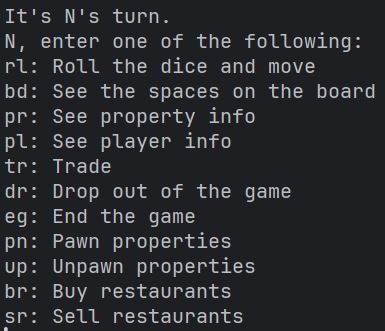 It's N's turn.
N, enter one of the following:
rl: Roll the dice and move
bd: See the spaces on the board
pr: See property info
pl: See player info
tr: Trade
dr: Drop out of the game
eg: End the game
pn: Pawn properties
up: Unpawn properties
br: Buy restaurants
sr: Sell restaurants